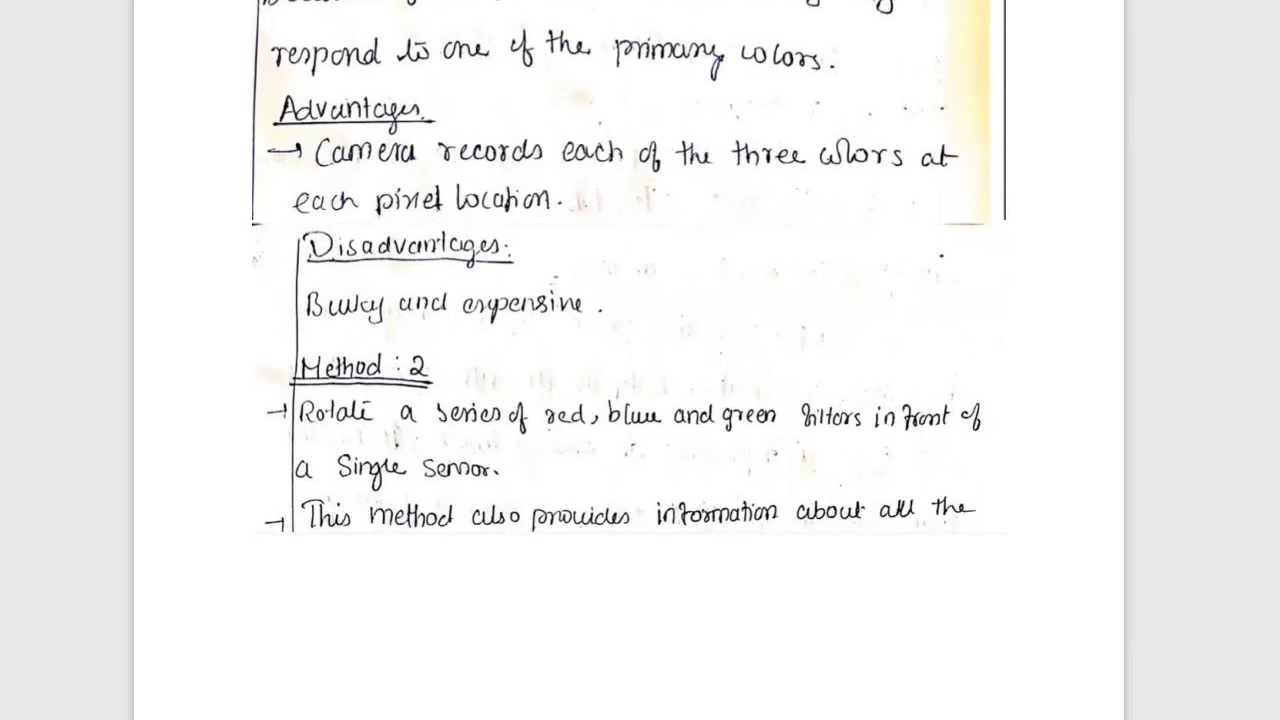 respond to one of the primary colors.
Advantages
→ Camera records each of the three colors at
each pixel location.
Disadvantages:
Bulky and expensive.
Method : 2
→ Rotate a series of red, blue and green filters in front of
a single sensor.
→ This method also provides information about all the